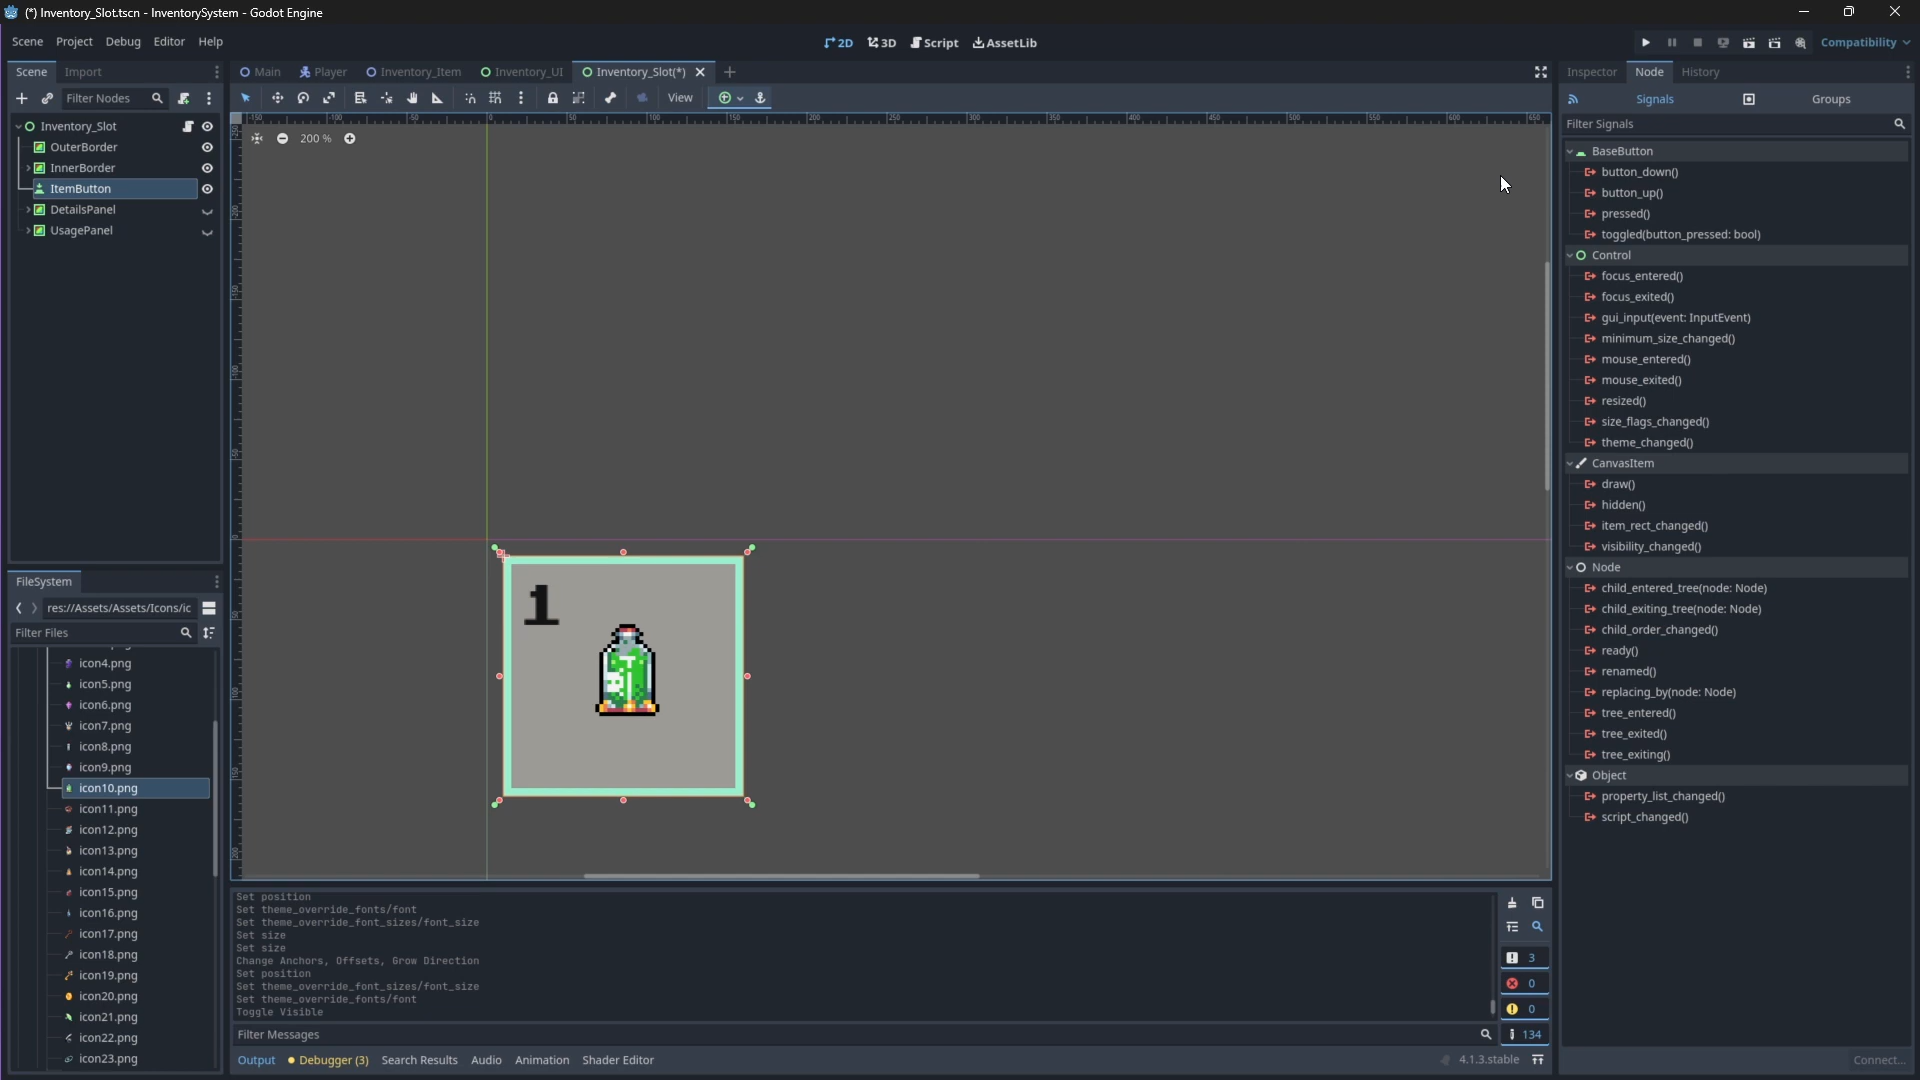 (*) Inventory_Slot.tscn - InventorySystem - Godot Engine
Scene Project Debug Editor Help
2D 3D Script AssetLib
Compatibility
Scene Import
Main Player Inventory_Item Inventory_UI Inventory_Slot(*)
Inspector Node History
Filter Nodes
View
Signals Groups
Filter Signals
Inventory_Slot
OuterBorder
InnerBorder
ItemButton
DetailsPanel
UsagePanel
200 %
1
BaseButton
button_down()
button_up()
pressed()
toggled(button_pressed: bool)
Control
focus_entered()
focus_exited()
gui_input(event: InputEvent)
minimum_size_changed()
mouse_entered()
mouse_exited()
resized()
size_flags_changed()
theme_changed()
CanvasItem
draw()
hidden()
item_rect_changed()
visibility_changed()
Node
child_entered_tree(node: Node)
child_exiting_tree(node: Node)
child_order_changed()
ready()
renamed()
replacing_by(node: Node)
tree_entered()
tree_exited()
tree_exiting()
Object
property_list_changed()
script_changed()
Connect...
FileSystem
res://Assets/Assets/Icons/ic
Filter Files
icon4.png
icon5.png
icon6.png
icon7.png
icon8.png
icon9.png
icon10.png
icon11.png
icon12.png
icon13.png
icon14.png
icon15.png
icon16.png
icon17.png
icon18.png
icon19.png
icon20.png
icon21.png
icon22.png
icon23.png
Set position
Set theme_override_fonts/font
Set theme_override_font_sizes/font_size
Set size
Set size
Change Anchors, Offsets, Grow Direction
Set position
Set theme_override_font_sizes/font_size
Set theme_override_fonts/font
Toggle Visible
3
0
0
134
Filter Messages
Output Debugger (3) Search Results Audio Animation Shader Editor
4.1.3.stable